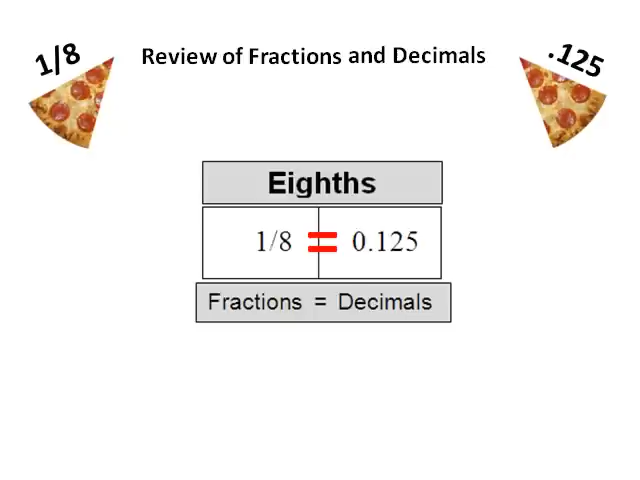 1/8
Review of Fractions and Decimals
.125
Eighths
1/8 = 0.125
Fractions = Decimals